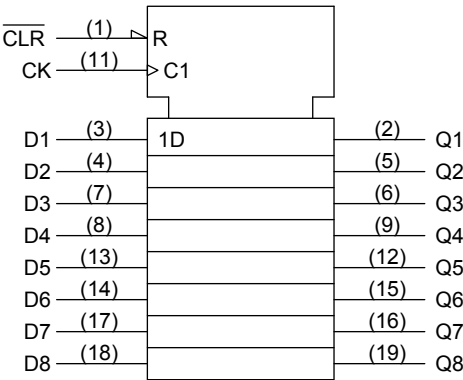 C̅L̅R̅ (1) R
CK (11) C1
D1 (3) 1D (2) Q1
D2 (4) (5) Q2
D3 (7) (6) Q3
D4 (8) (9) Q4
D5 (13) (12) Q5
D6 (14) (15) Q6
D7 (17) (16) Q7
D8 (18) (19) Q8